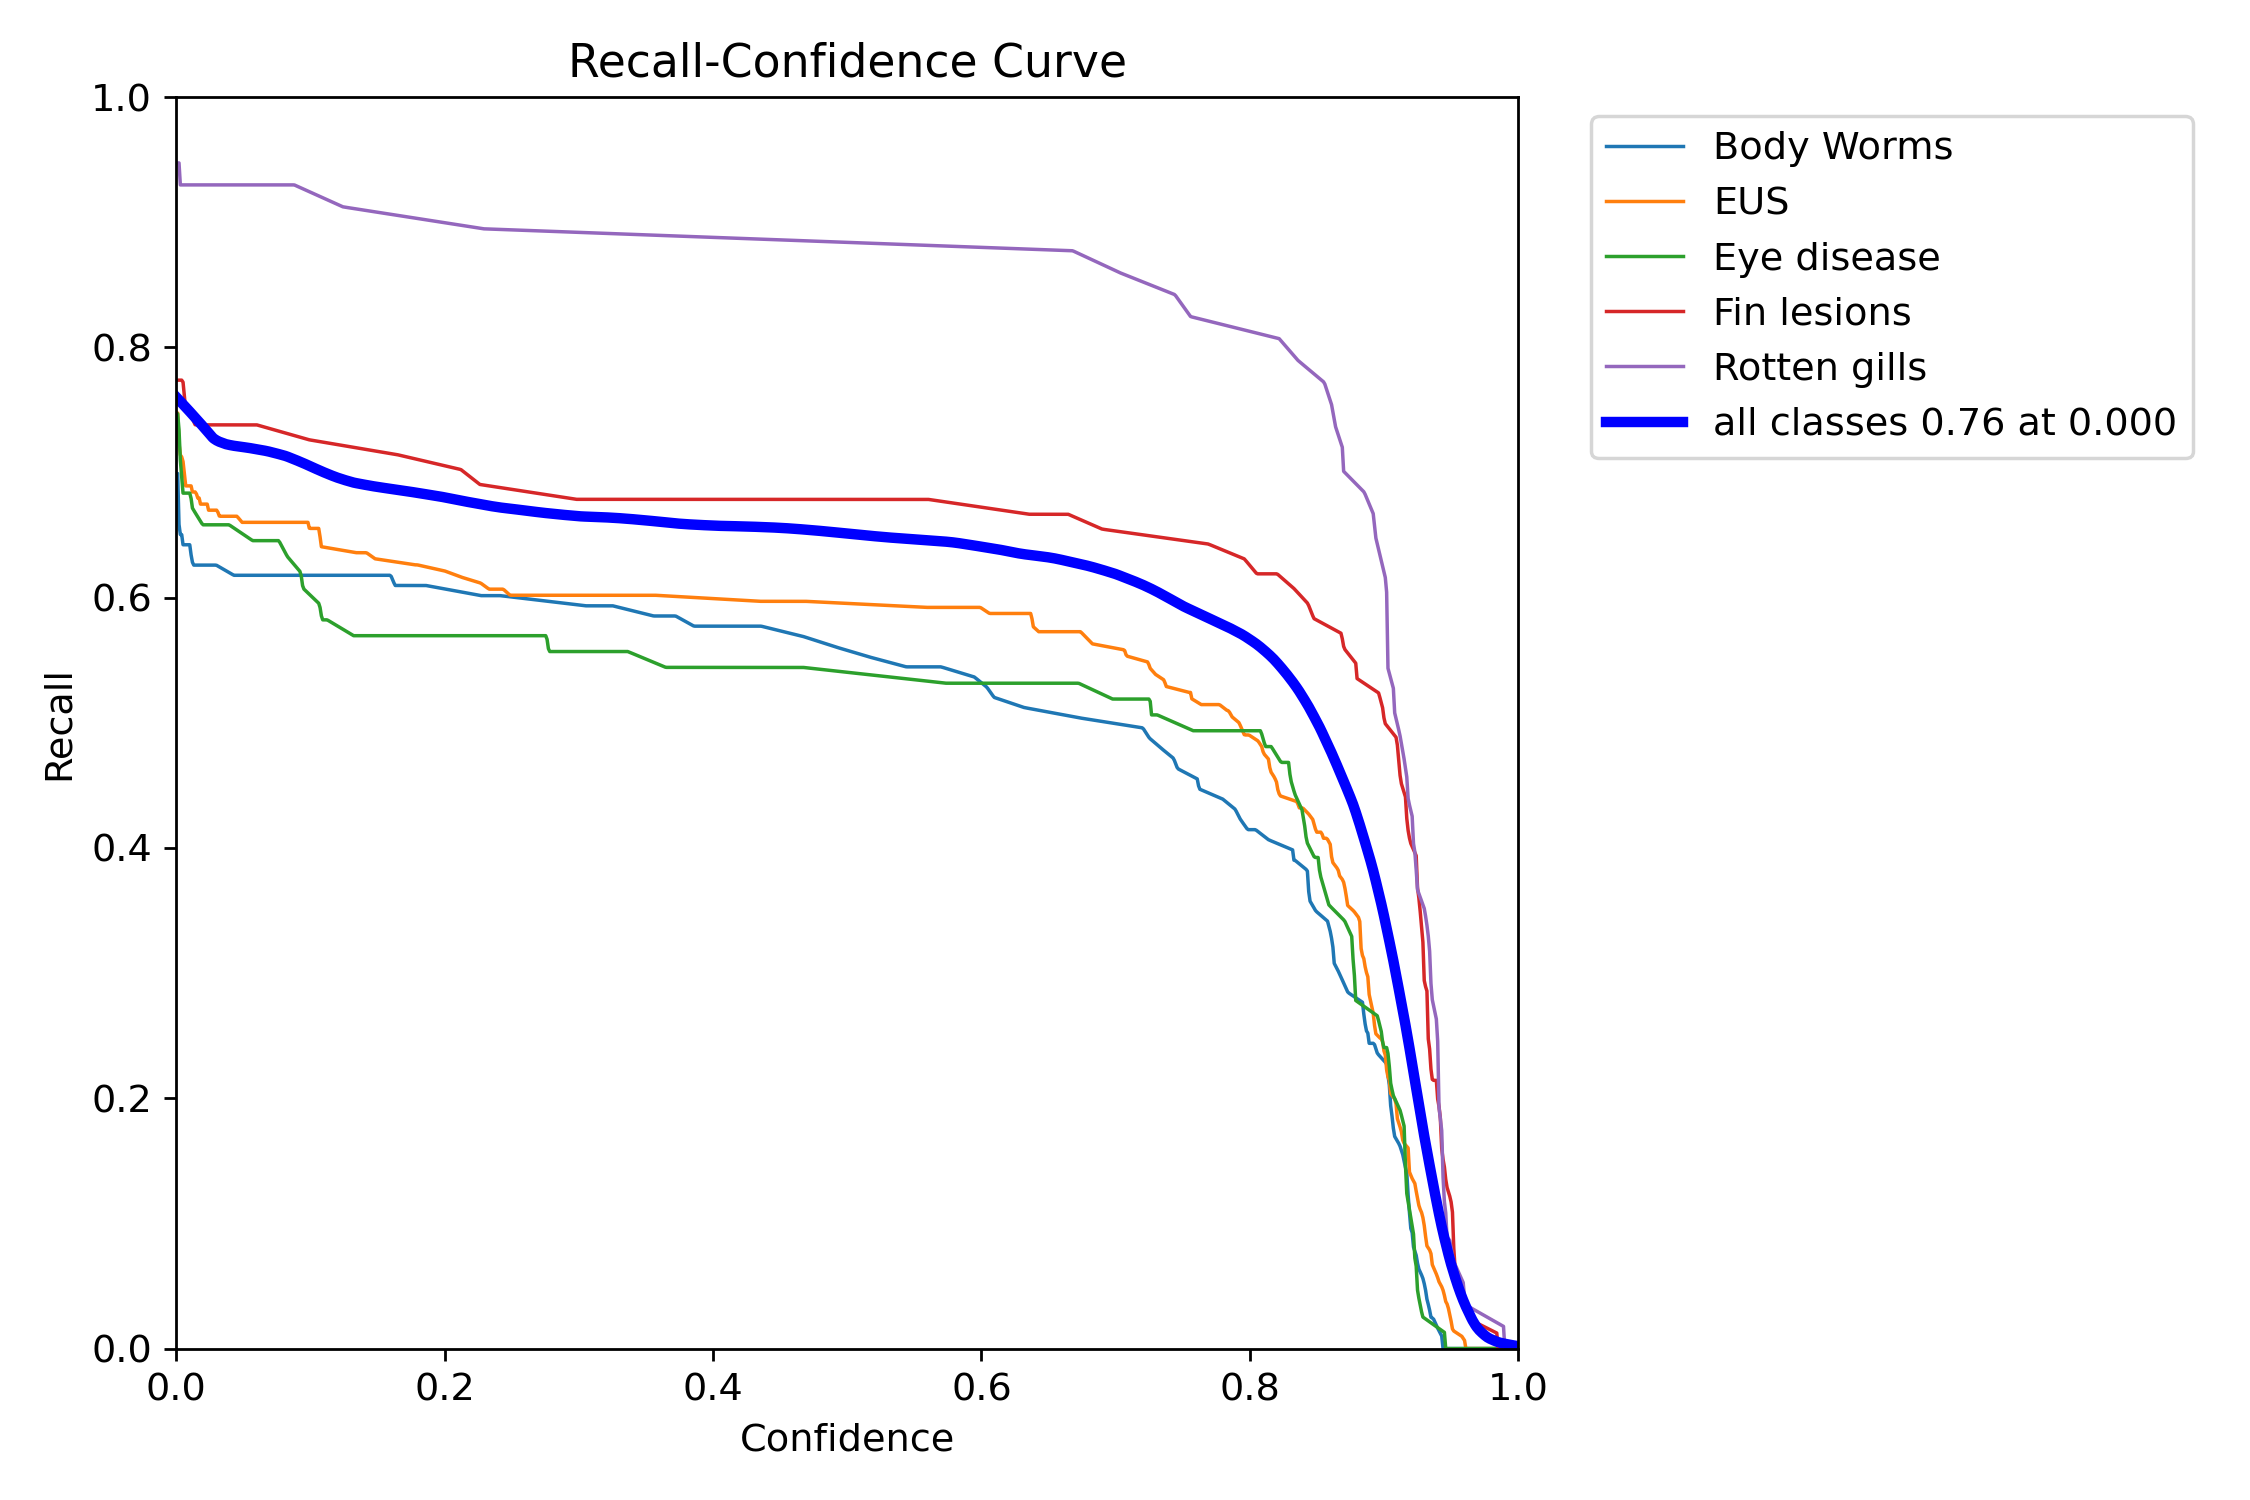 Recall-Confidence Curve
1.0
0.8
0.6
0.4
0.2
0.0
Recall
0.0 0.2 0.4 0.6 0.8 1.0
Confidence
Body Worms
EUS
Eye disease
Fin lesions
Rotten gills
all classes 0.76 at 0.000